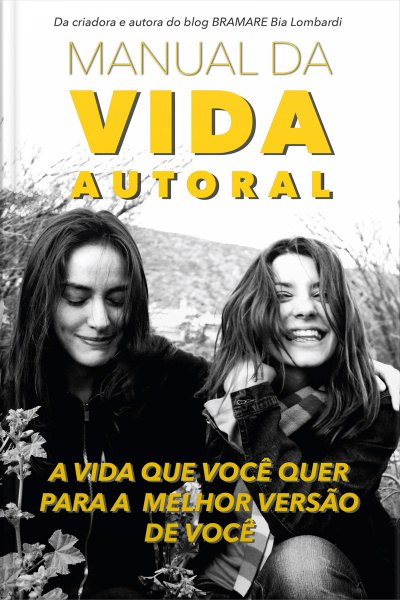 Da criadora e autora do blog BRAMARE Bia Lombardi
MANUAL DA
VIDA
AUTORAL
A VIDA QUE VOCÊ QUER
PARA A MELHOR VERSÃO
DE VOCÊ